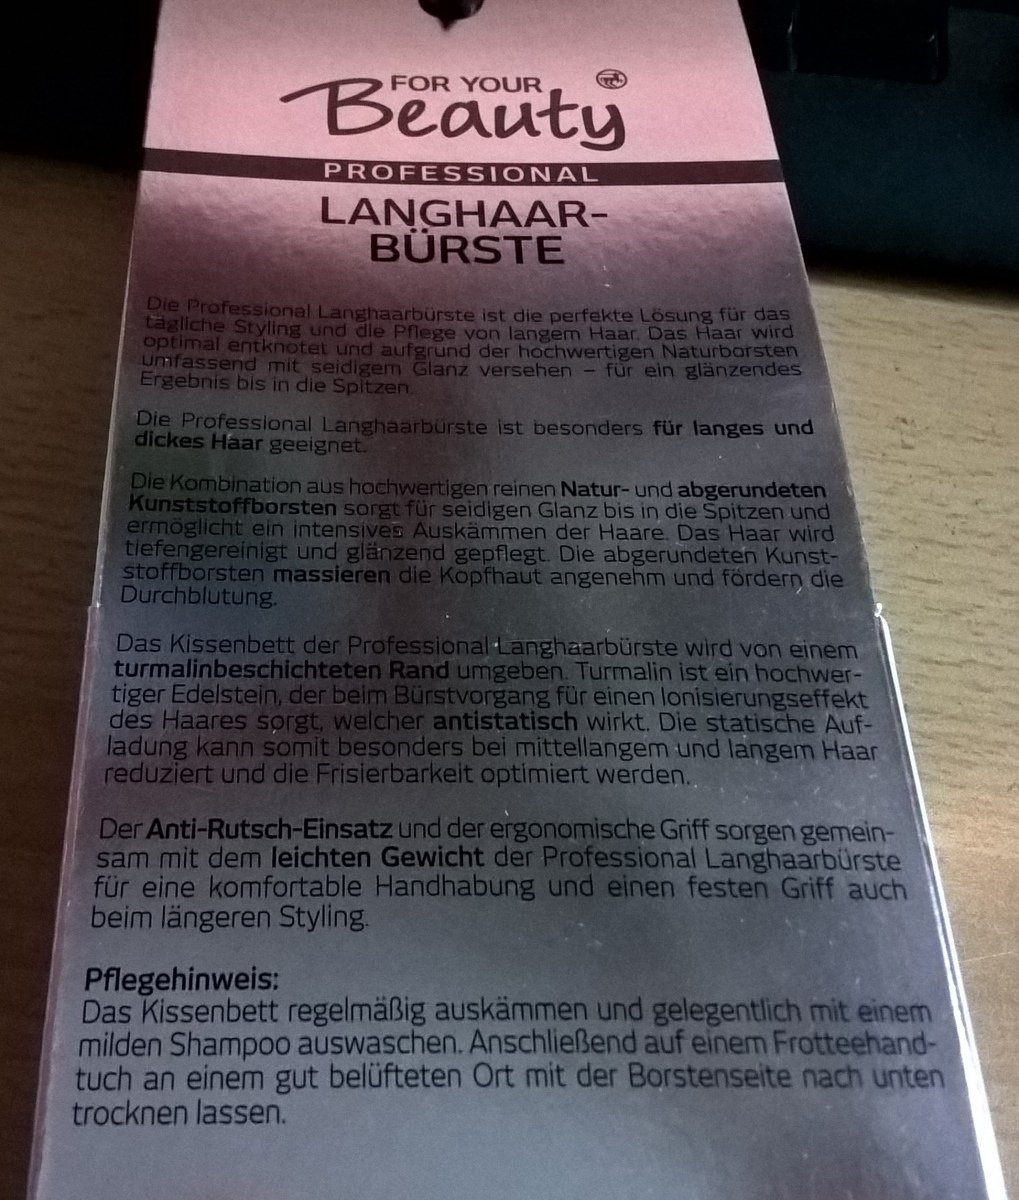 FOR YOUR
Beauty
PROFESSIONAL
LANGHAAR-
BÜRSTE
Die Professional Langhaarbürste ist die perfekte Lösung für das
tägliche Styling und die Pflege von langem Haar. Das Haar wird
optimal entknotet und aufgrund der hochwertigen Naturborsten
umfassend mit seidigem Glanz versehen – für ein glänzendes
Ergebnis bis in die Spitzen.
Die Professional Langhaarbürste ist besonders für langes und
dickes Haar geeignet.
Die Kombination aus hochwertigen reinen Natur- und abgerundeten
Kunststoffborsten sorgt für seidigen Glanz bis in die Spitzen und
ermöglicht ein intensives Auskämmen der Haare. Das Haar wird
tiefengereinigt und glänzend gepflegt. Die abgerundeten Kunst-
stoffborsten massieren die Kopfhaut angenehm und fördern die
Durchblutung.
Das Kissenbett der Professional Langhaarbürste wird von einem
turmalinbeschichteten Rand umgeben. Turmalin ist ein hochwer-
tiger Edelstein, der beim Bürstvorgang für einen Ionisierungseffekt
des Haares sorgt, welcher antistatisch wirkt. Die statische Auf-
ladung kann somit besonders bei mittellangem und langem Haar
reduziert und die Frisierbarkeit optimiert werden.
Der Anti-Rutsch-Einsatz und der ergonomische Griff sorgen gemein-
sam mit dem leichten Gewicht der Professional Langhaarbürste
für eine komfortable Handhabung und einen festen Griff auch
beim längeren Styling.
Pflegehinweis:
Das Kissenbett regelmäßig auskämmen und gelegentlich mit einem
milden Shampoo auswaschen. Anschließend auf einem Frotteehand-
tuch an einem gut belüfteten Ort mit der Borstenseite nach unten
trocknen lassen.